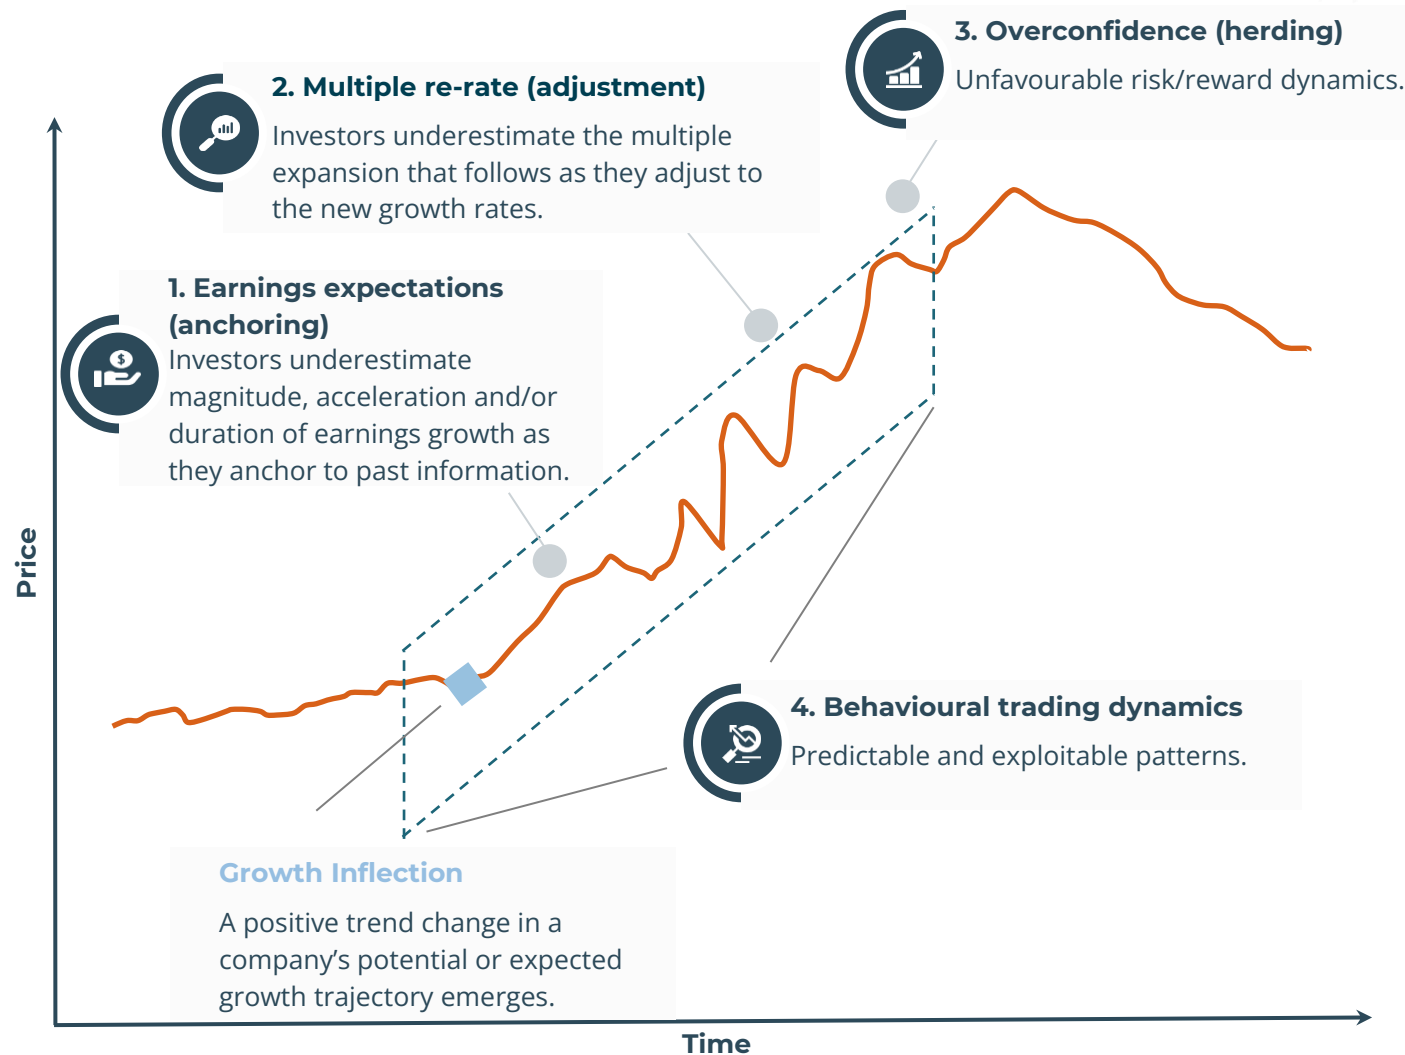 3. Overconfidence (herding)
Unfavourable risk/reward dynamics.
2. Multiple re-rate (adjustment)
Investors underestimate the multiple
expansion that follows as they adjust to
the new growth rates.
1. Earnings expectations
(anchoring)
Investors underestimate
magnitude, acceleration and/or
duration of earnings growth as
they anchor to past information.
$
Price
4. Behavioural trading dynamics
Predictable and exploitable patterns.
Growth Inflection
A positive trend change in a
company’s potential or expected
growth trajectory emerges.
Time